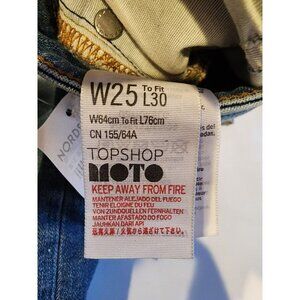 W25 To Fit L30
W64cm To Fit L76cm
CN 155/64A
TOPSHOP
MOTO
KEEP AWAY FROM FIRE
MANTENER ALEJADO DEL FUEGO
TENIR ELOIGNE DU FEU
VON ZUNDQUELLEN FERNHALTEN
MANTER AFASTADO DO FOGO
JAUHKAN DARI API
NORD